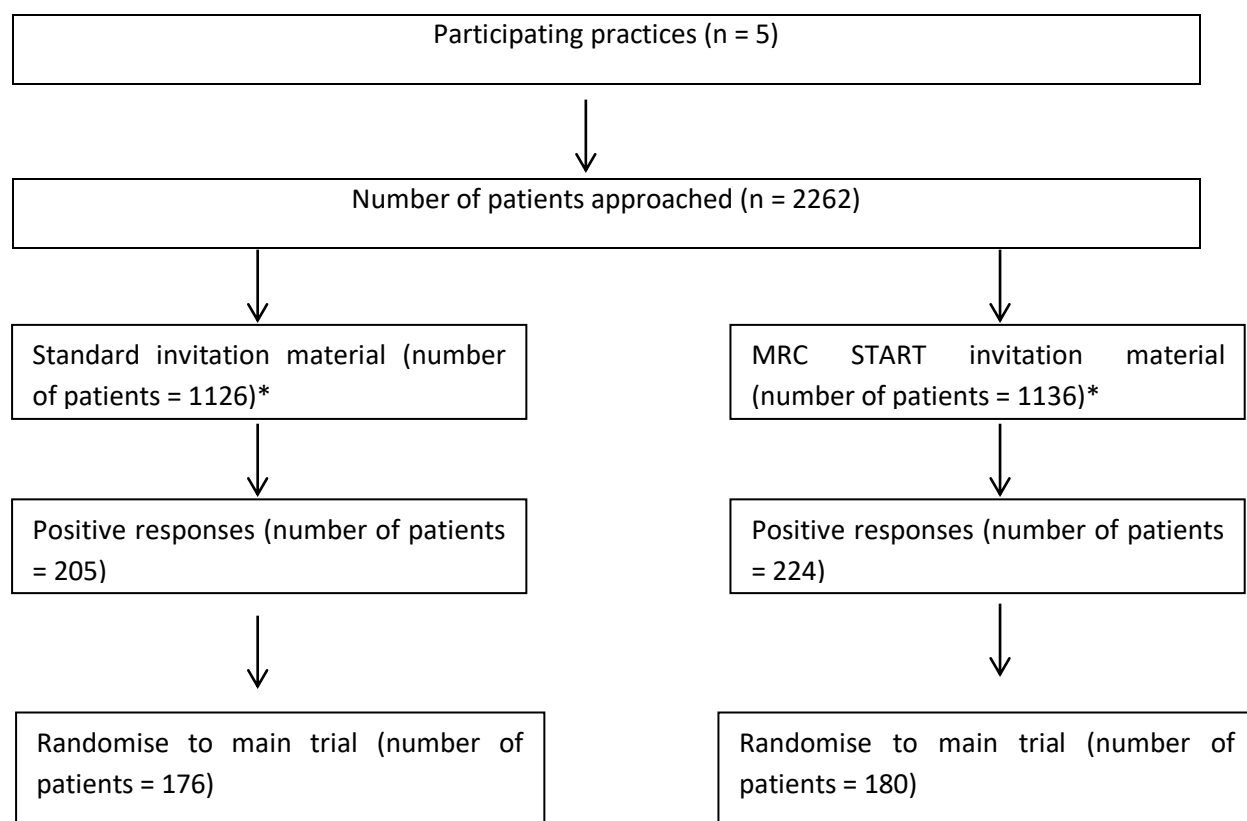 Participating practices (n = 5)
Number of patients approached (n = 2262)
Standard invitation material (number
of patients = 1126)*
MRC START invitation material
(number of patients = 1136)*
Positive responses (number of patients
= 205)
Positive responses (number of patients
= 224)
Randomise to main trial (number of
patients = 176)
Randomise to main trial (number of
patients = 180)